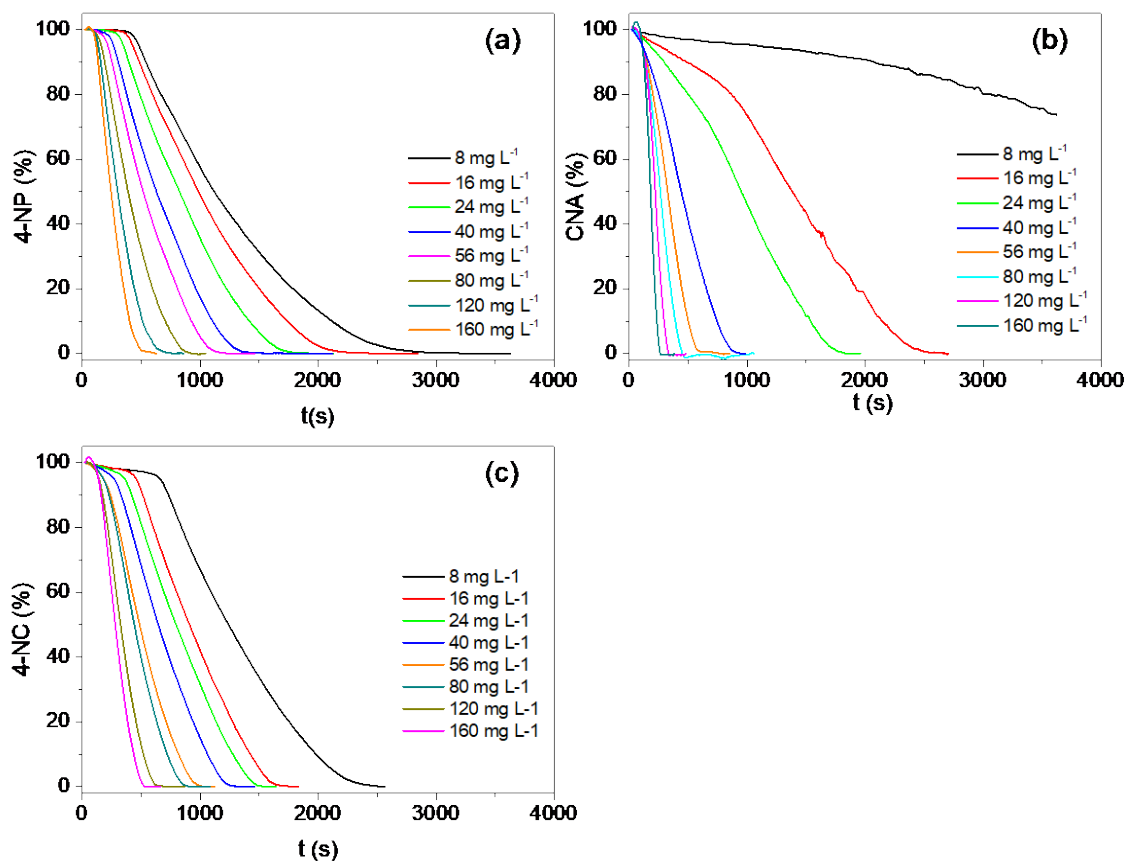 (a)
100
80
60
40
20
0
4-NP (%)
8 mg L⁻¹
16 mg L⁻¹
24 mg L⁻¹
40 mg L⁻¹
56 mg L⁻¹
80 mg L⁻¹
120 mg L⁻¹
160 mg L⁻¹
0 1000 2000 3000 4000
t(s)
(b)
100
80
60
40
20
0
CNA (%)
8 mg L⁻¹
16 mg L⁻¹
24 mg L⁻¹
40 mg L⁻¹
56 mg L⁻¹
80 mg L⁻¹
120 mg L⁻¹
160 mg L⁻¹
0 1000 2000 3000 4000
t (s)
(c)
100
80
60
40
20
0
4-NC (%)
8 mg L-1
16 mg L-1
24 mg L-1
40 mg L-1
56 mg L-1
80 mg L-1
120 mg L-1
160 mg L-1
0 1000 2000 3000 4000
t (s)